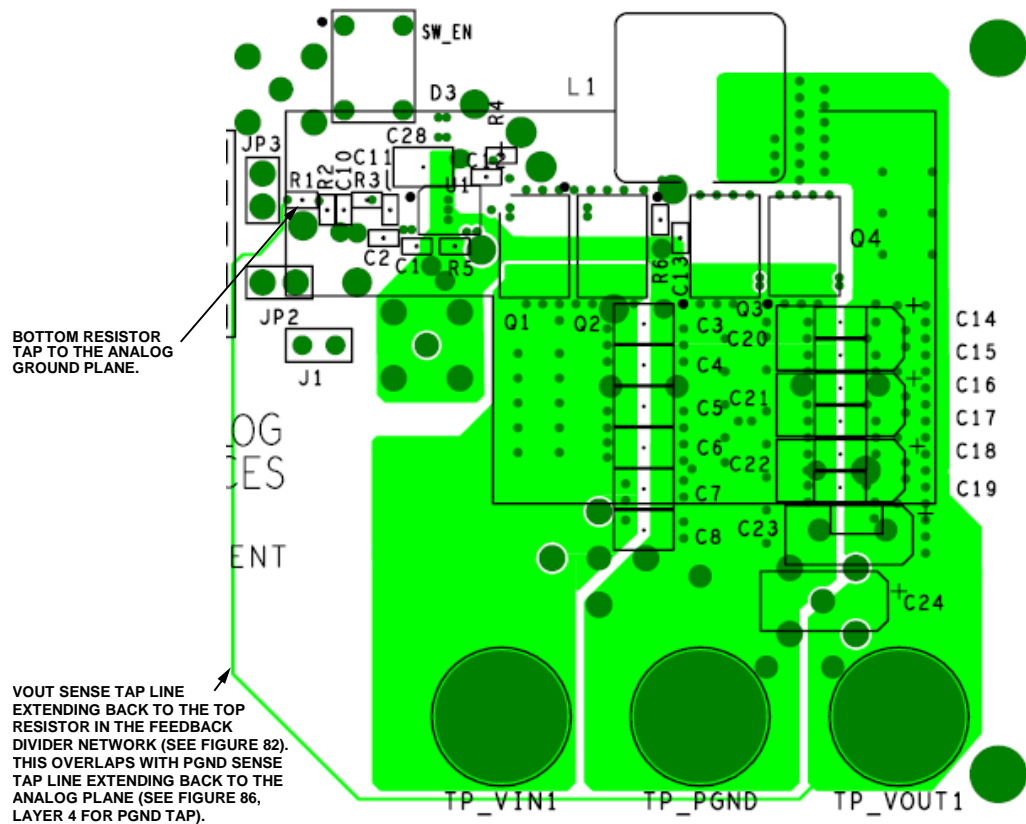 SW_EN
D3
L1
R4
JP3
C28
C11
C12
R1
R2
C10
R3
U1
C2
C1
R5
R6
C13
Q4
JP2
Q1
Q2
C3
Q3
C20
C14
BOTTOM RESISTOR
TAP TO THE ANALOG
GROUND PLANE.
J1
C4
C15
C5
C21
C16
C17
OG
CES
C6
C22
C18
C7
C19
ENT
C8
C23
C24
VOUT SENSE TAP LINE
EXTENDING BACK TO THE TOP
RESISTOR IN THE FEEDBACK
DIVIDER NETWORK (SEE FIGURE 82).
THIS OVERLAPS WITH PGND SENSE
TAP LINE EXTENDING BACK TO THE
ANALOG PLANE (SEE FIGURE 86,
LAYER 4 FOR PGND TAP).
TP_VIN1
TP_PGND
TP_VOUT1